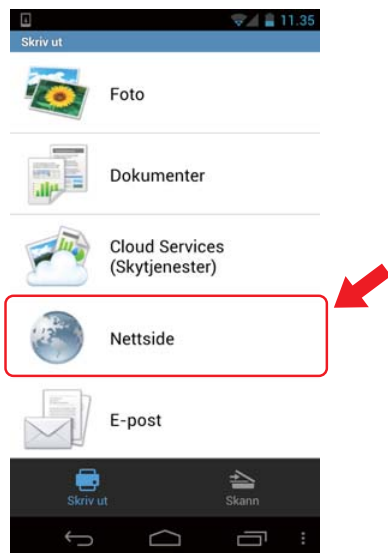 11.35
Skriv ut
Foto
Dokumenter
Cloud Services
(Skytjenester)
Nettside
E-post
Skriv ut
Skann